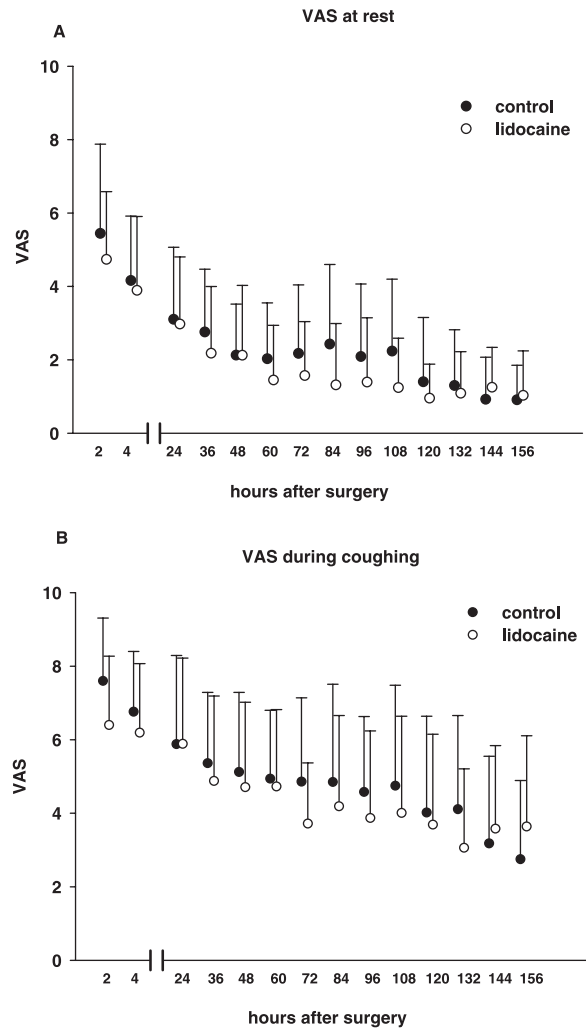 VAS at rest
A
10
8
6
4
2
0
VAS
control
lidocaine
2 4 24 36 48 60 72 84 96 108 120 132 144 156
hours after surgery
B
VAS during coughing
10
8
6
4
2
0
VAS
control
lidocaine
2 4 24 36 48 60 72 84 96 108 120 132 144 156
hours after surgery